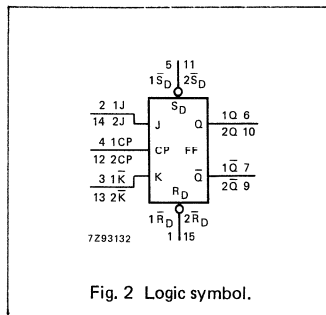 5 11
1S̅D 2S̅D
SD
2 1J
14 2J
J
Q
1Q 6
2Q 10
4 1CP
12 2CP
CP FF
3 1K̅
13 2K̅
K
Q̅
1Q̅ 7
2Q̅ 9
RD
1R̅D 2R̅D
1 15
7Z93132
Fig. 2 Logic symbol.